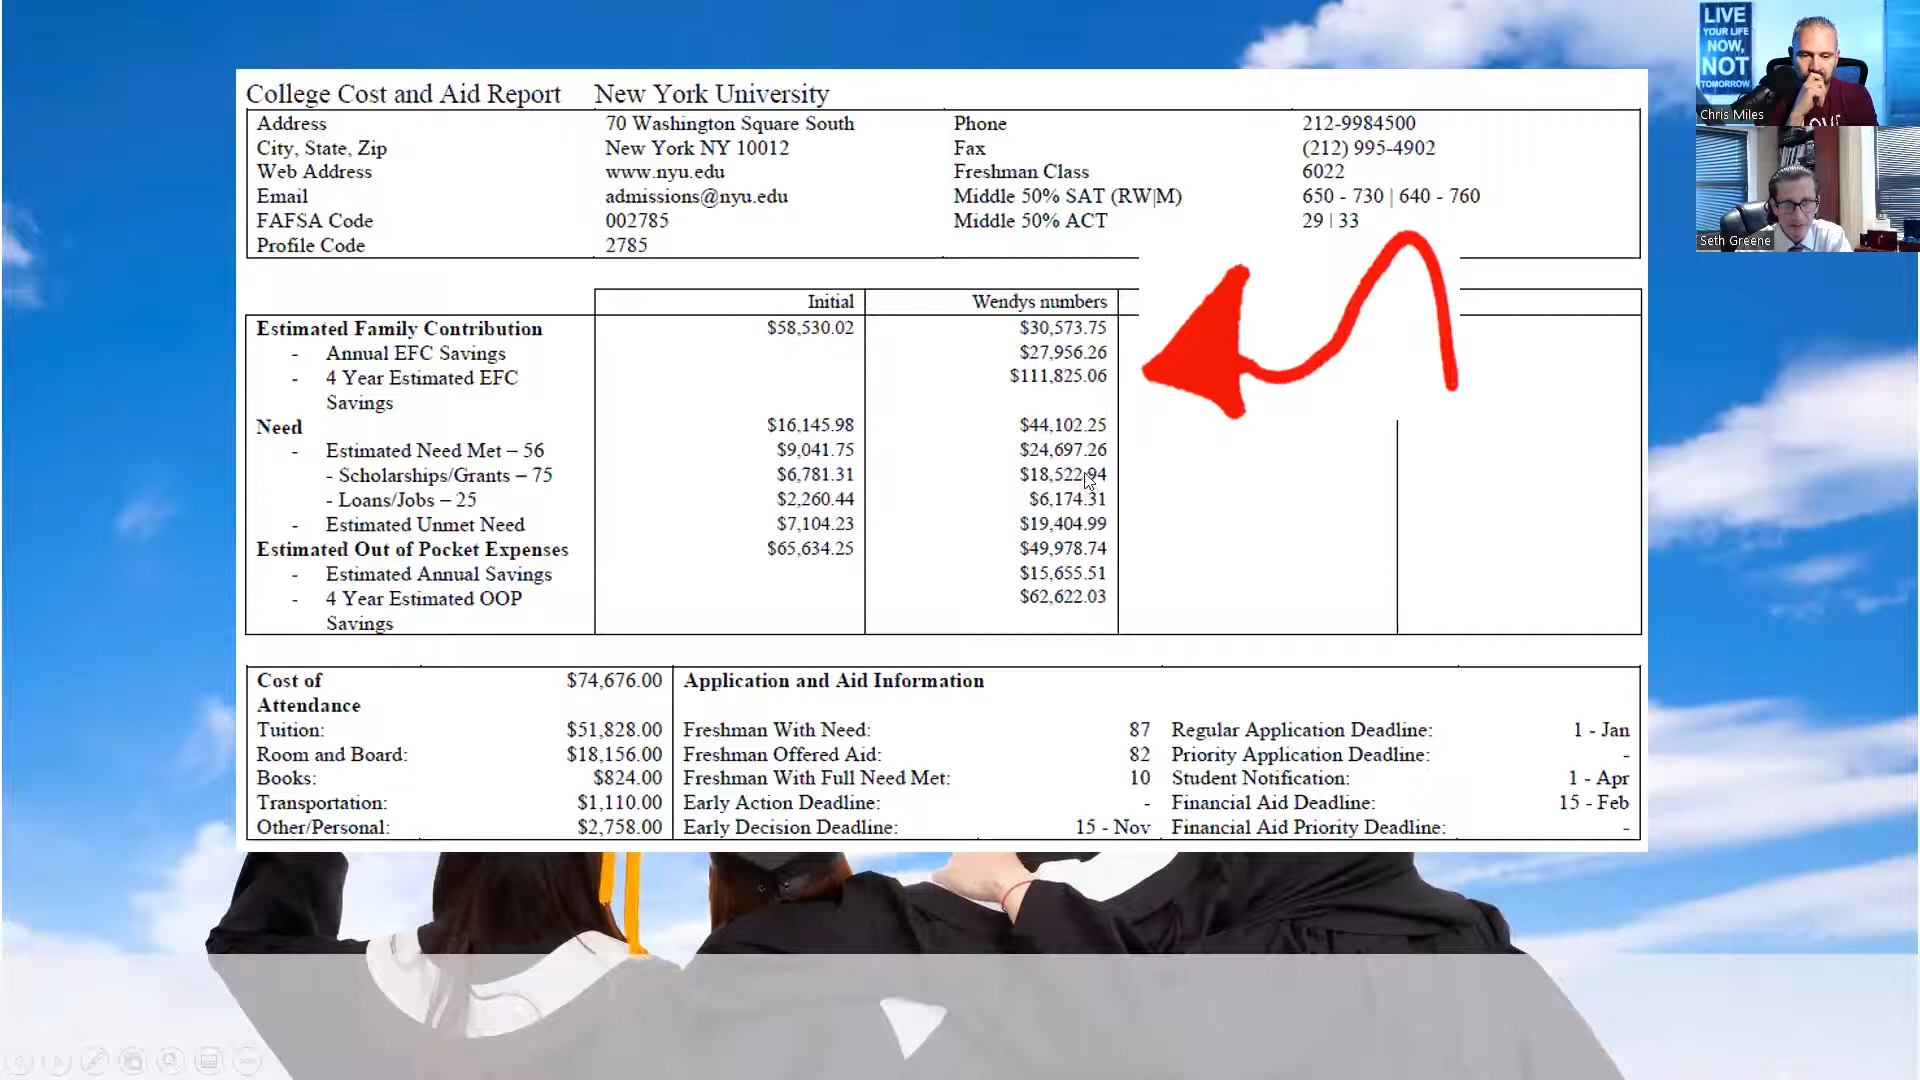 College Cost and Aid Report New York University
Address 70 Washington Square South Phone 212-9984500
City, State, Zip New York NY 10012 Fax (212) 995-4902
Web Address www.nyu.edu Freshman Class 6022
Email admissions@nyu.edu Middle 50% SAT (RW|M) 650 - 730 | 640 - 760
FAFSA Code 002785 Middle 50% ACT 29 | 33
Profile Code 2785
Initial Wendys numbers
Estimated Family Contribution $58,530.02 $30,573.75
- Annual EFC Savings $27,956.26
- 4 Year Estimated EFC $111,825.06
Savings
Need $16,145.98 $44,102.25
- Estimated Need Met – 56 $9,041.75 $24,697.26
- Scholarships/Grants – 75 $6,781.31 $18,522.94
- Loans/Jobs – 25 $2,260.44 $6,174.31
- Estimated Unmet Need $7,104.23 $19,404.99
Estimated Out of Pocket Expenses $65,634.25 $49,978.74
- Estimated Annual Savings $15,655.51
- 4 Year Estimated OOP $62,622.03
Savings
Cost of $74,676.00 Application and Aid Information
Attendance
Tuition: $51,828.00 Freshman With Need: 87 Regular Application Deadline: 1 - Jan
Room and Board: $18,156.00 Freshman Offered Aid: 82 Priority Application Deadline: -
Books: $824.00 Freshman With Full Need Met: 10 Student Notification: 1 - Apr
Transportation: $1,110.00 Early Action Deadline: - Financial Aid Deadline: 15 - Feb
Other/Personal: $2,758.00 Early Decision Deadline: 15 - Nov Financial Aid Priority Deadline: -
LIVE
YOUR LIFE
NOW,
NOT
TOMORROW
Chris Miles
Seth Greene